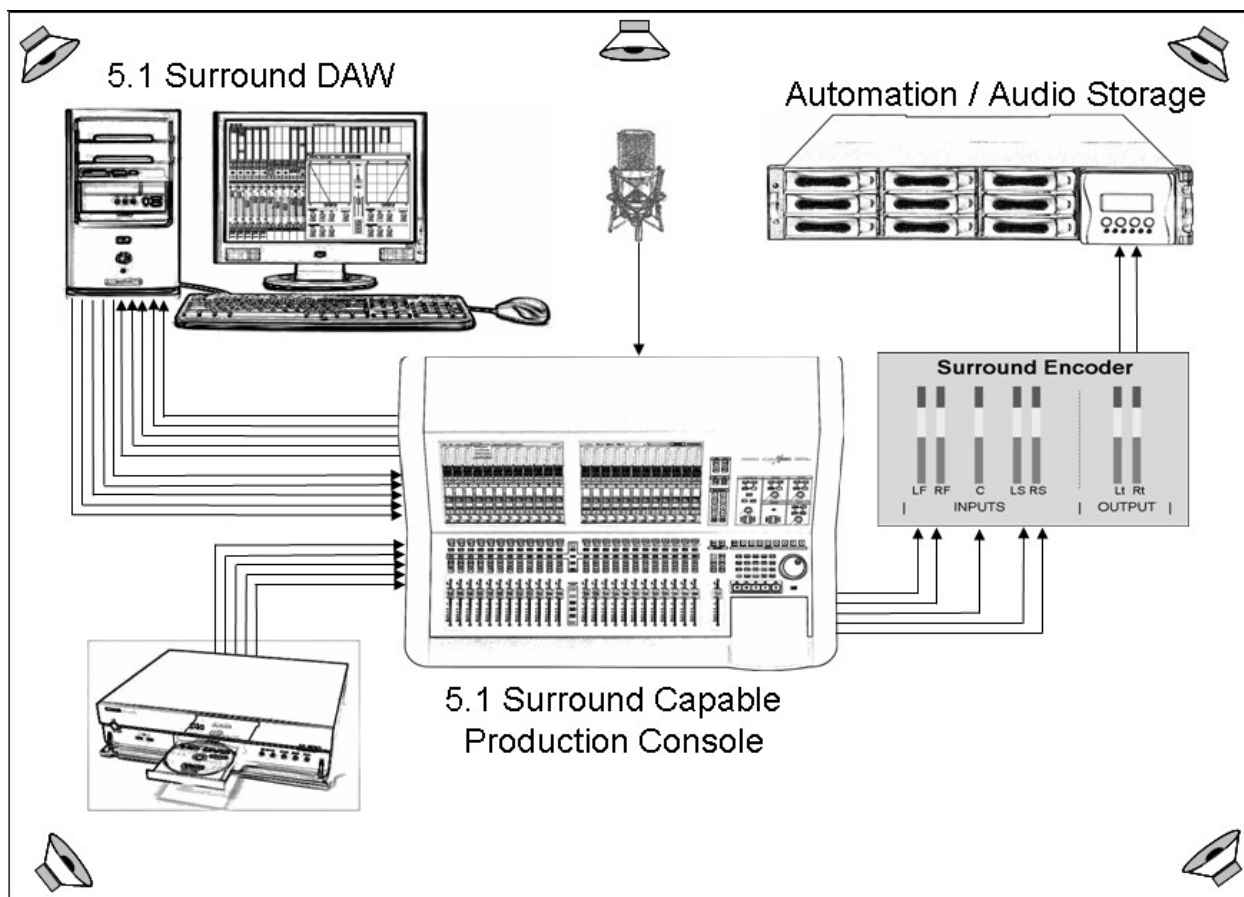 5.1 Surround DAW
Automation / Audio Storage
Surround Encoder
LF RF C LS RS Lt Rt
| INPUTS | OUTPUT |
5.1 Surround Capable
Production Console